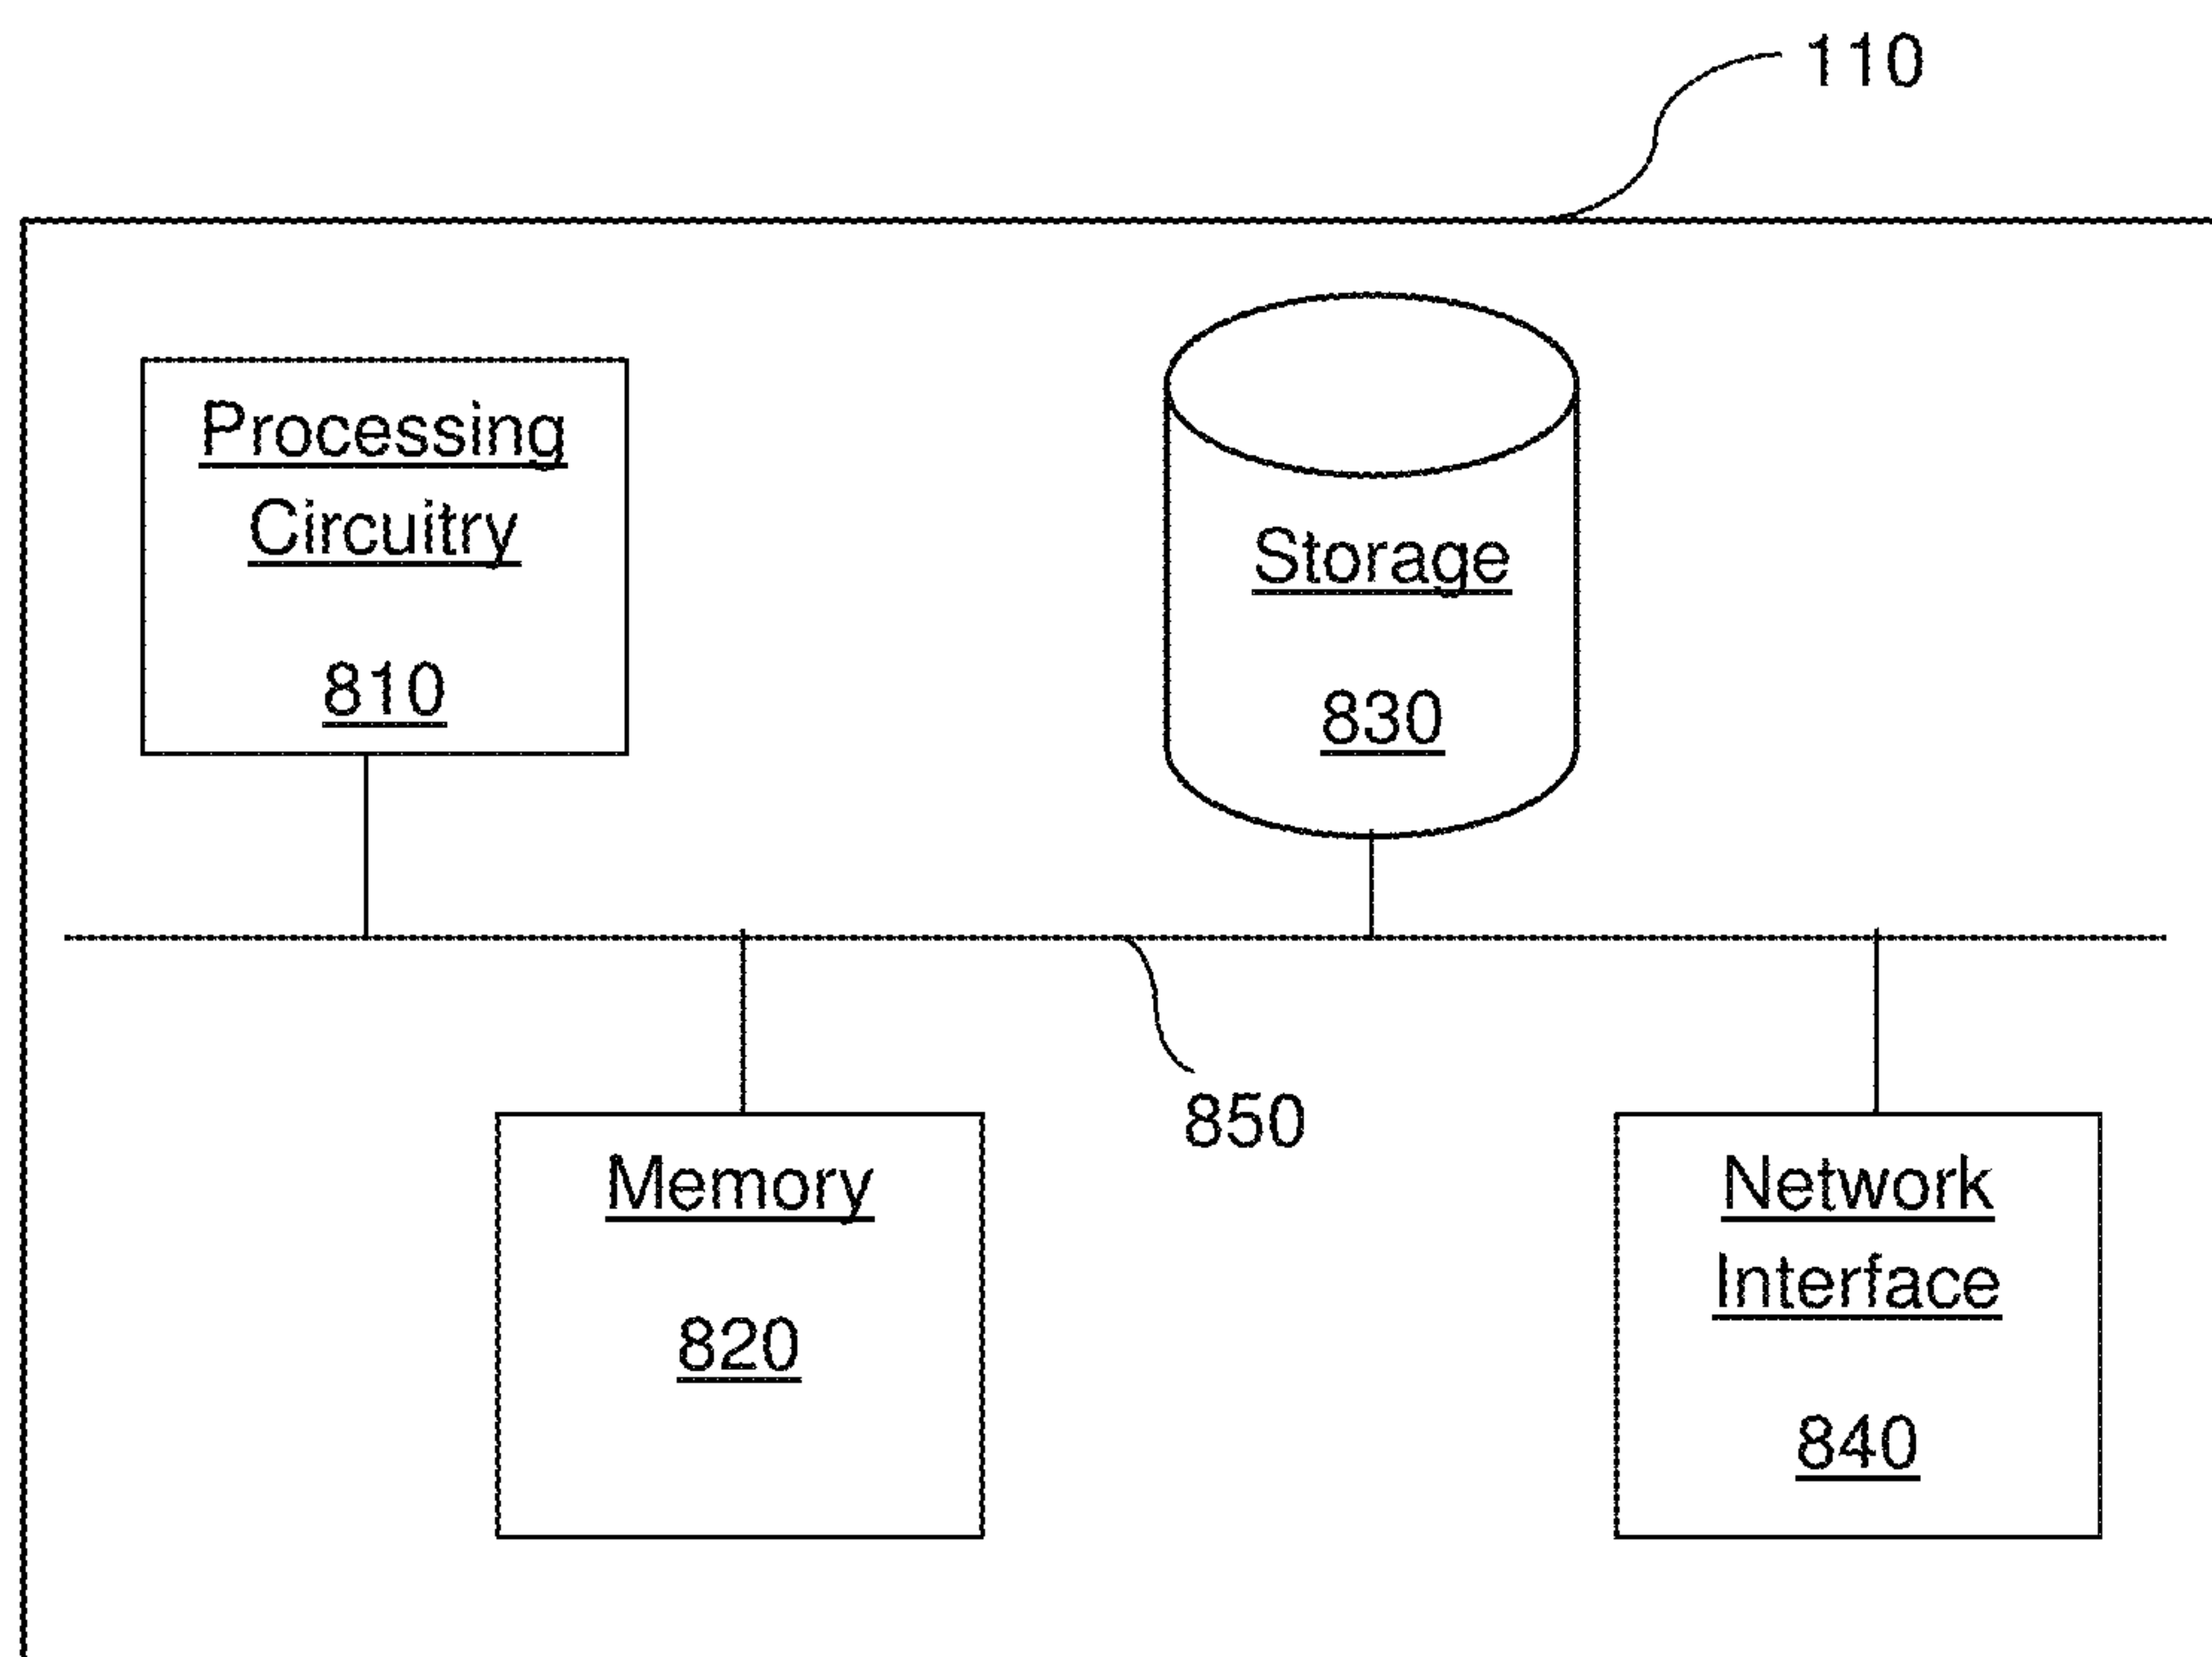 110
Processing
Circuitry
810
Storage
830
850
Memory
820
Network
Interface
840